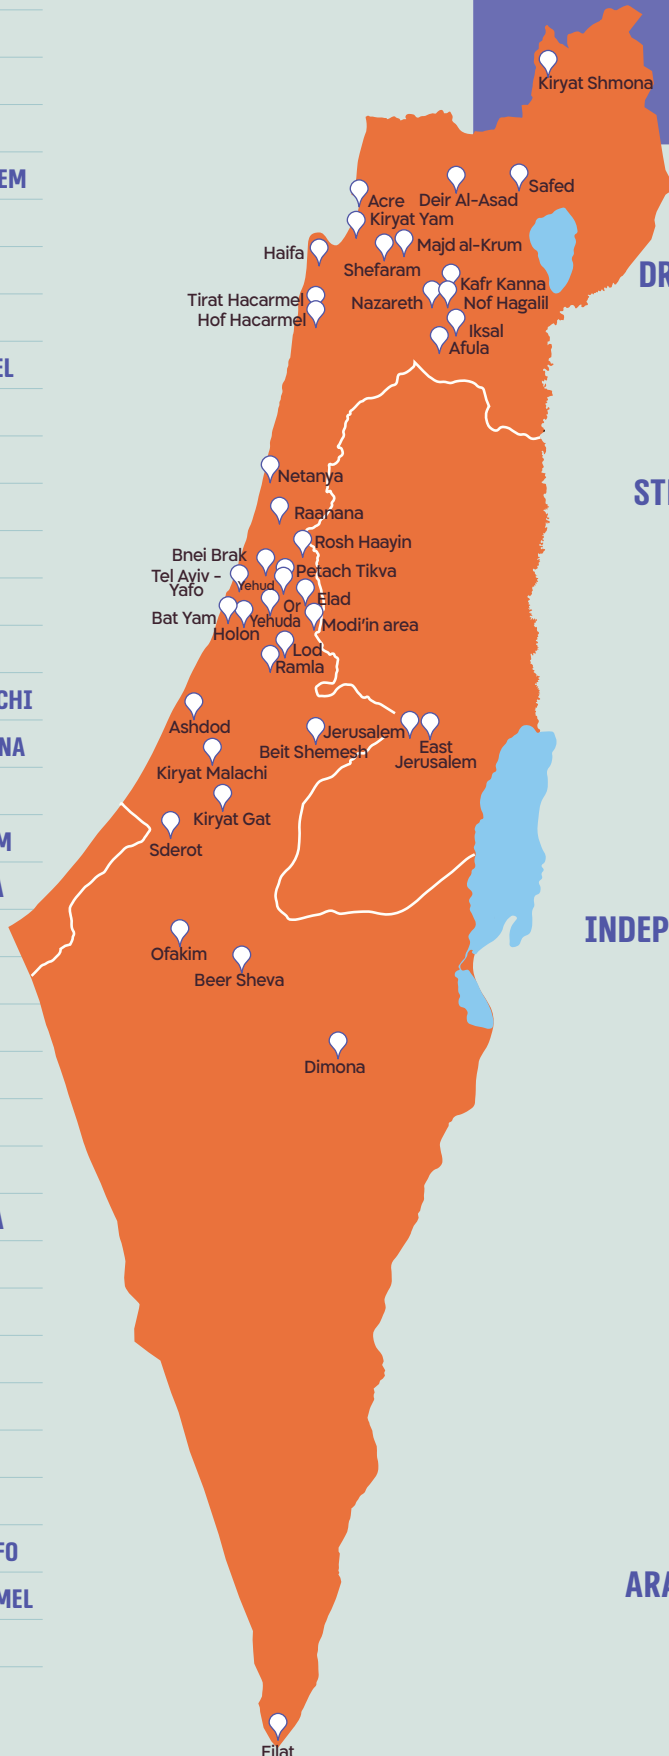 Kiryat Shmona
EM
Safed
Deir Al-Asad
Acre
Kiryat Yam
Majd al-Krum
Haifa
Shefaram
DR
Kafr Kanna
Tirat Hacarmel
Nazareth
Nof Hagalil
Hof Hacarmel
Iksal
Afula
EL
Netanya
STI
Raanana
Rosh Haayin
Bnei Brak
Petach Tikva
Tel Aviv -
Yafo
Yehud
Elad
Or
Yehuda
Bat Yam
Modi'in area
Holon
Lod
Ramla
CHI
Ashdod
Jerusalem
NA
East
Jerusalem
Beit Shemesh
Kiryat Malachi
Kiryat Gat
M
Sderot
A
INDEP
Ofakim
Beer Sheva
Dimona
A
FO
ARA
MEL
Eilat